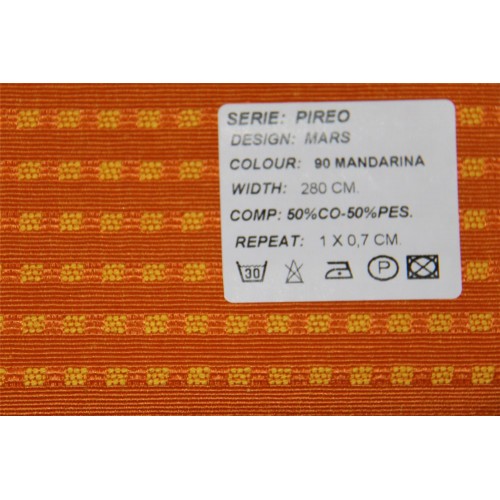 SERIE: PIREO
DESIGN: MARS
COLOUR: 90 MANDARINA
WIDTH: 280 CM.
COMP: 50%CO-50%PES.
REPEAT: 1 X 0,7 CM.
30 P